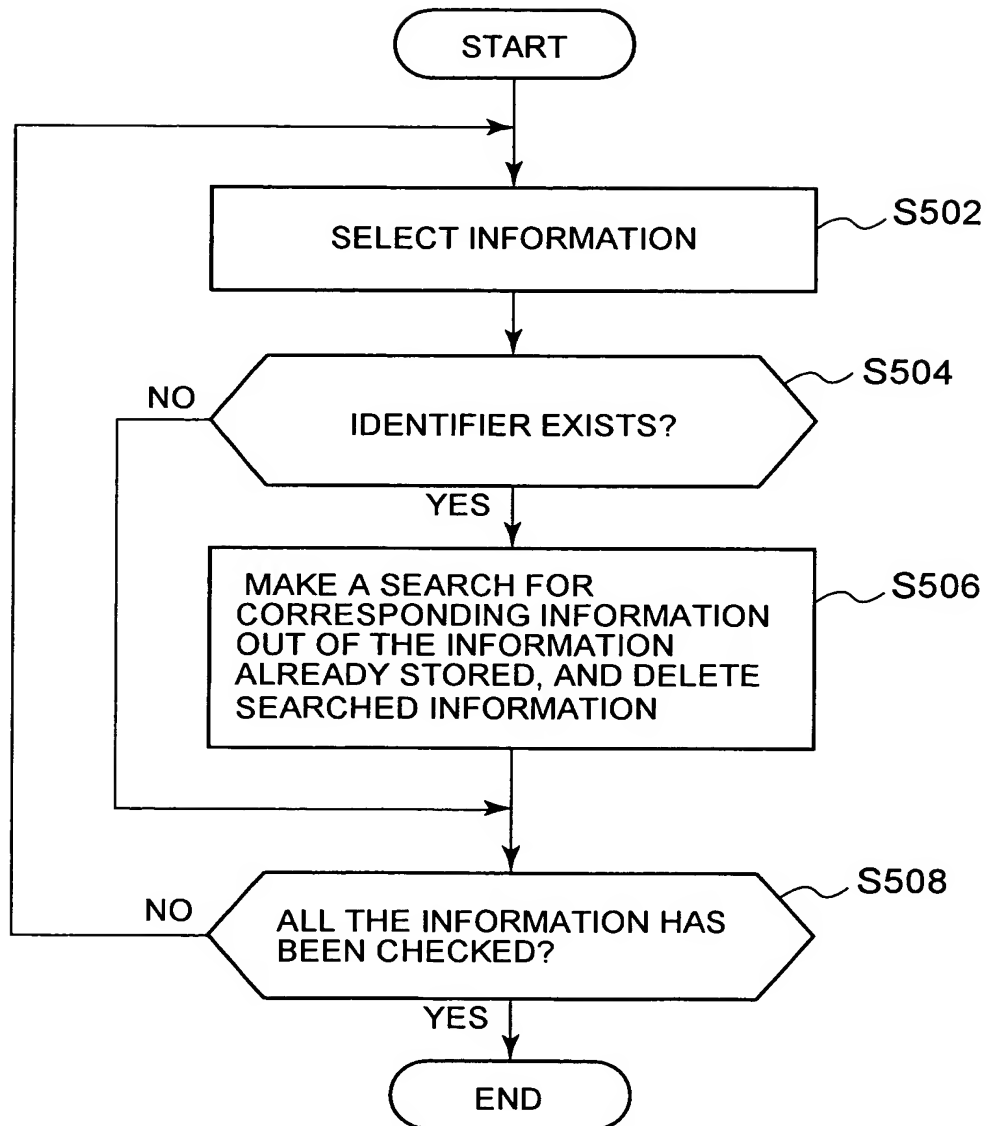 START
SELECT INFORMATION
S502
S504
NO
IDENTIFIER EXISTS?
YES
MAKE A SEARCH FOR
CORRESPONDING INFORMATION
OUT OF THE INFORMATION
ALREADY STORED, AND DELETE
SEARCHED INFORMATION
S506
S508
NO
ALL THE INFORMATION HAS
BEEN CHECKED?
YES
END